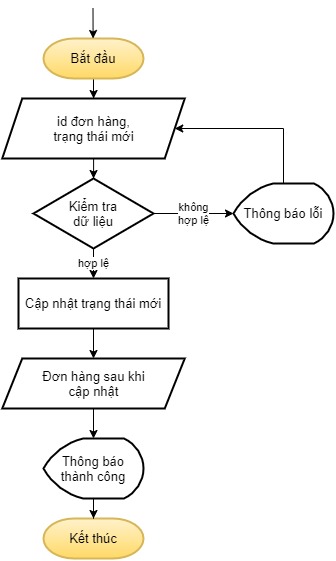 Bắt đầu
id đơn hàng,
trạng thái mới
Kiểm tra
dữ liệu
không
hợp lệ
Thông báo lỗi
hợp lệ
Cập nhật trạng thái mới
Đơn hàng sau khi
cập nhật
Thông báo
thành công
Kết thúc